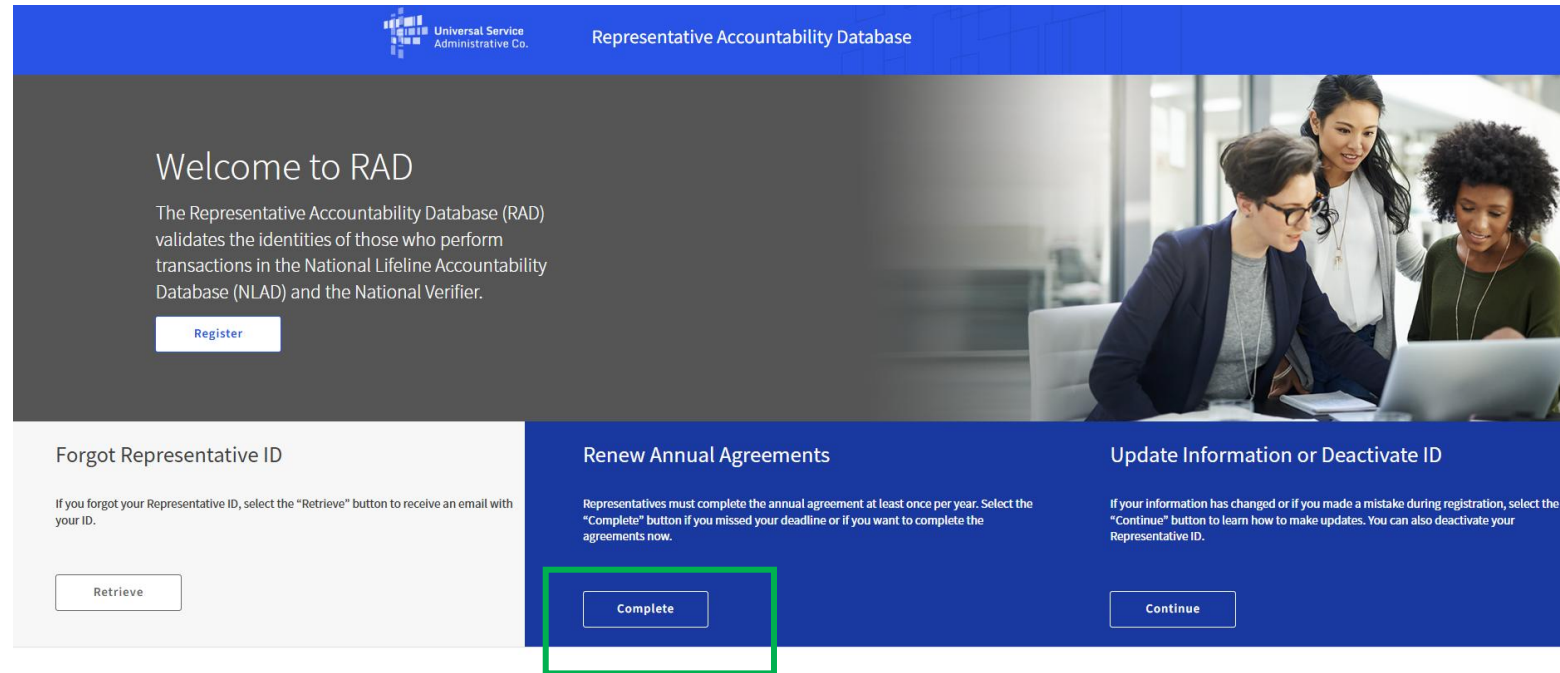 Universal Service
Administrative Co.
Representative Accountability Database
Welcome to RAD
The Representative Accountability Database (RAD)
validates the identities of those who perform
transactions in the National Lifeline Accountability
Database (NLAD) and the National Verifier.
Register
Forgot Representative ID
If you forgot your Representative ID, select the “Retrieve” button to receive an email with
your ID.
Retrieve
Renew Annual Agreements
Representatives must complete the annual agreement at least once per year. Select the
“Complete” button if you missed your deadline or if you want to complete the
agreements now.
Complete
Update Information or Deactivate ID
If your information has changed or if you made a mistake during registration, select the
“Continue” button to learn how to make updates. You can also deactivate your
Representative ID.
Continue